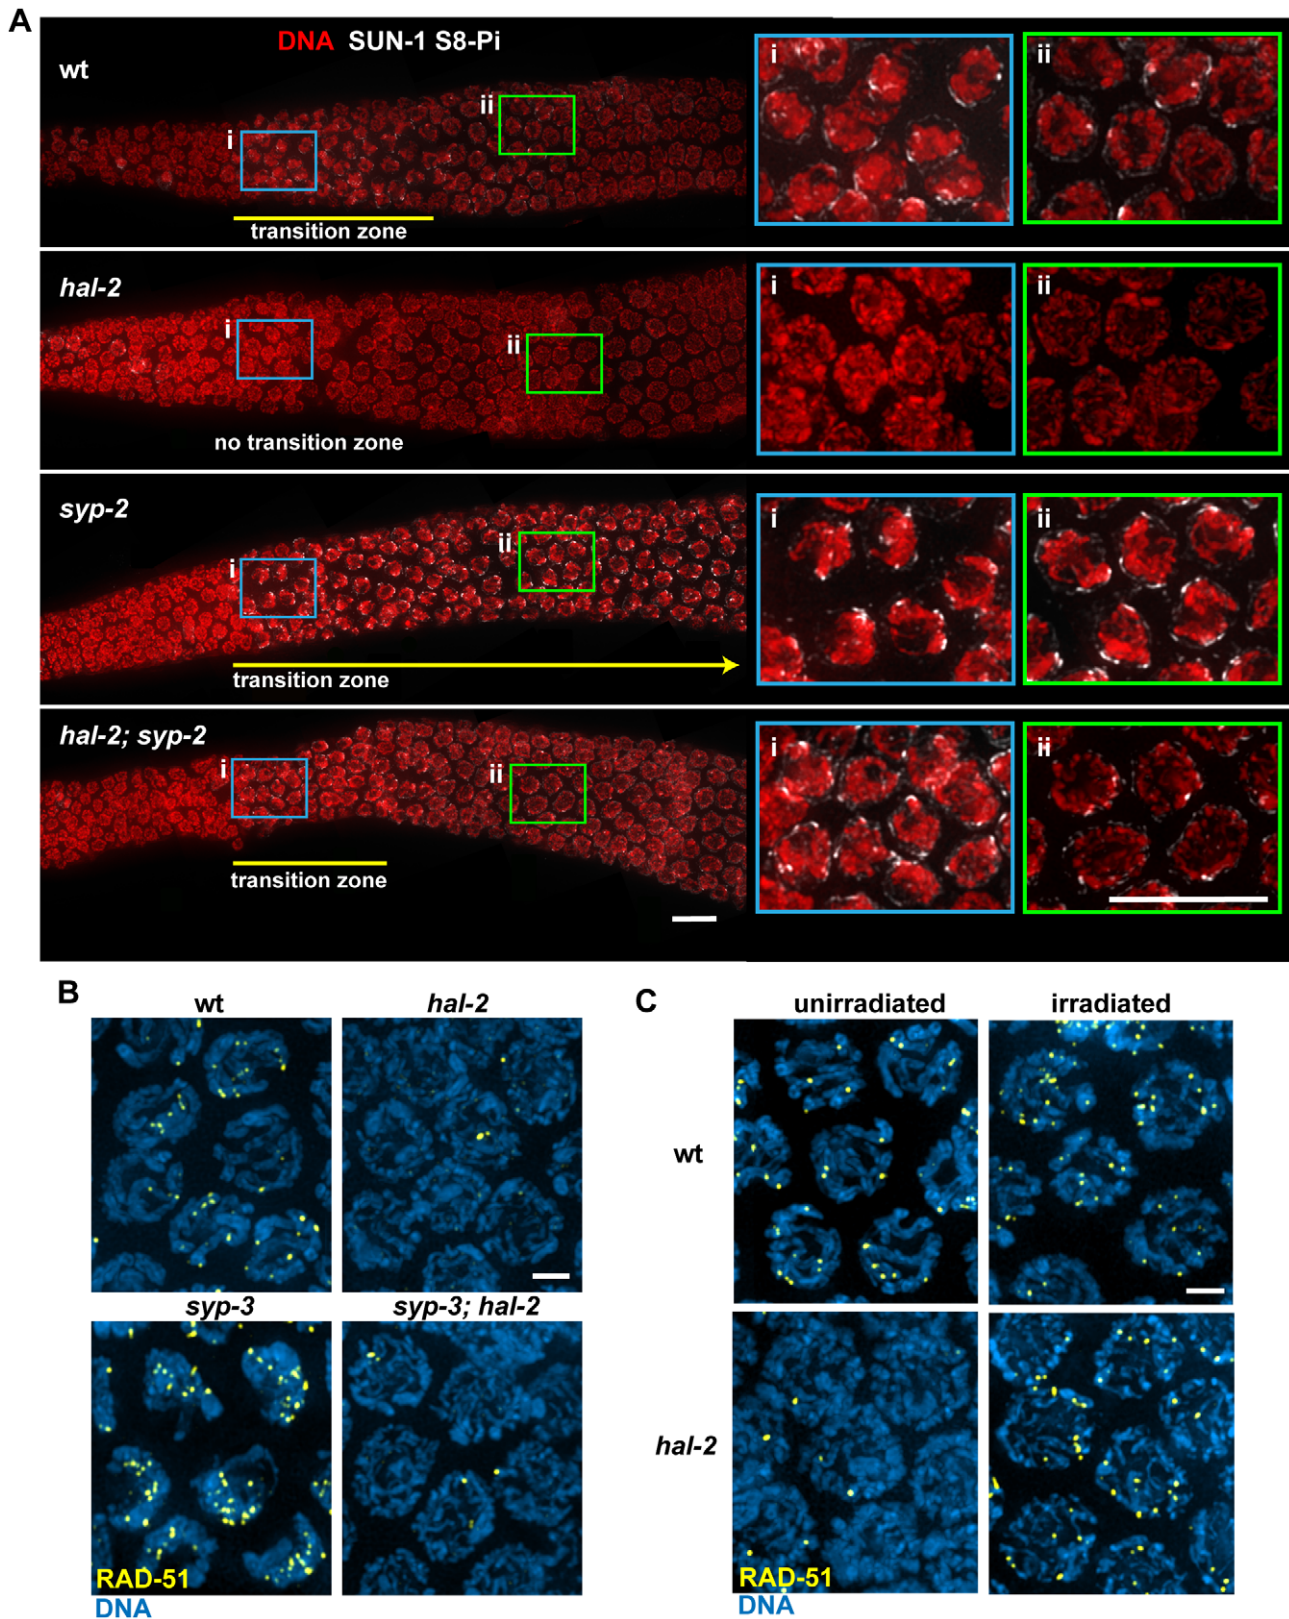 A
DNA SUN-1 S8-Pi
wt
i
ii
transition zone
i
ii
hal-2
i
ii
no transition zone
i
ii
syp-2
i
ii
transition zone
i
ii
hal-2; syp-2
i
ii
transition zone
i
ii
B
wt
hal-2
syp-3
syp-3; hal-2
RAD-51
DNA
C
unirradiated
irradiated
wt
hal-2
RAD-51
DNA